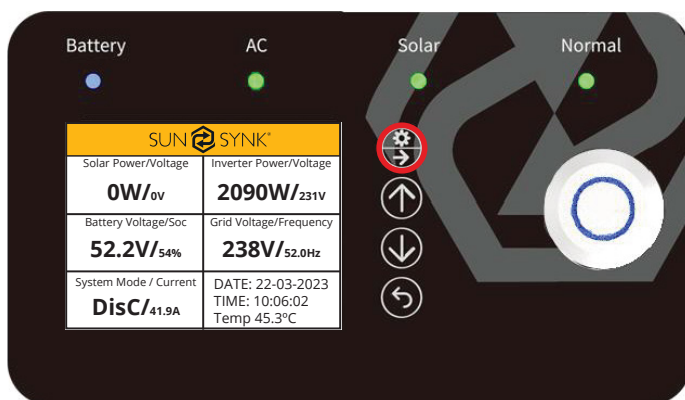 Battery AC Solar Normal
SUN SYNK®
Solar Power/Voltage Inverter Power/Voltage
0W/0V 2090W/231V
Battery Voltage/Soc Grid Voltage/Frequency
52.2V/54% 238V/52.0Hz
System Mode / Current
DisC/41.9A
DATE: 22-03-2023
TIME: 10:06:02
Temp 45.3ºC